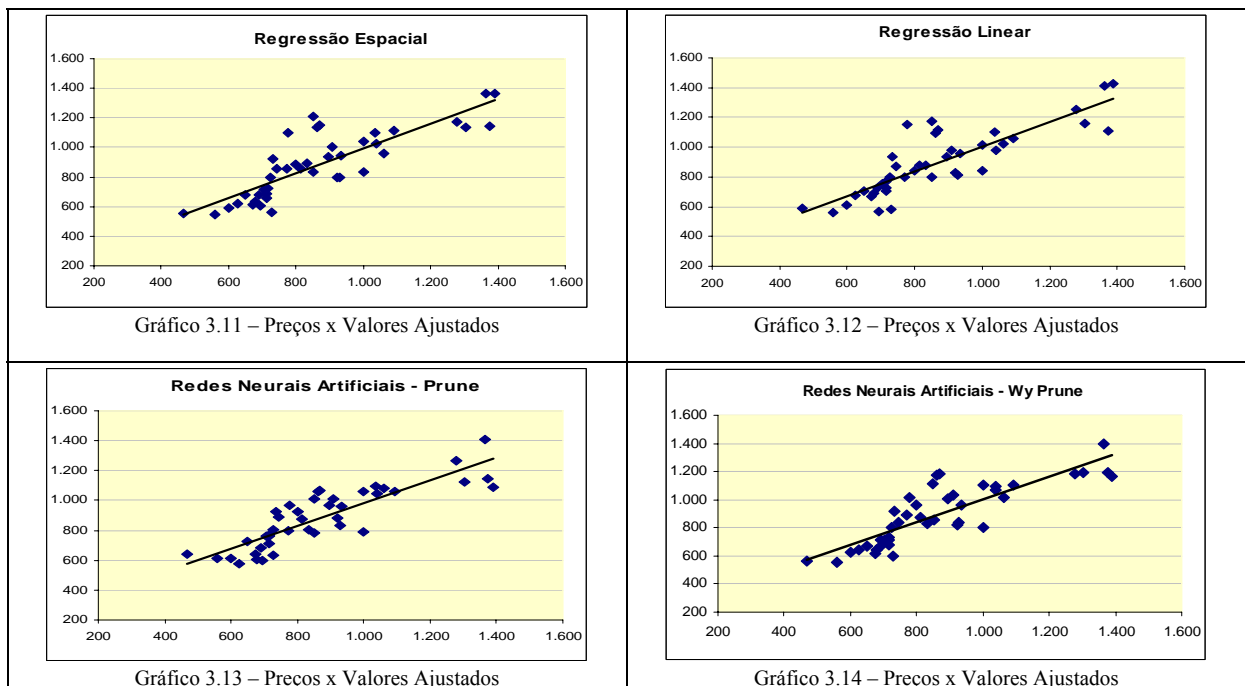 Regressão Espacial
1.600
1.400
1.200
1.000
800
600
400
200
200 400 600 800 1.000 1.200 1.400 1.600
Gráfico 3.11 – Preços x Valores Ajustados
Regressão Linear
1.600
1.400
1.200
1.000
800
600
400
200
200 400 600 800 1.000 1.200 1.400 1.600
Gráfico 3.12 – Preços x Valores Ajustados
Redes Neurais Artificiais - Prune
1.600
1.400
1.200
1.000
800
600
400
200
200 400 600 800 1.000 1.200 1.400 1.600
Gráfico 3.13 – Preços x Valores Ajustados
Redes Neurais Artificiais - Wy Prune
1.600
1.400
1.200
1.000
800
600
400
200
200 400 600 800 1.000 1.200 1.400 1.600
Gráfico 3.14 – Preços x Valores Ajustados